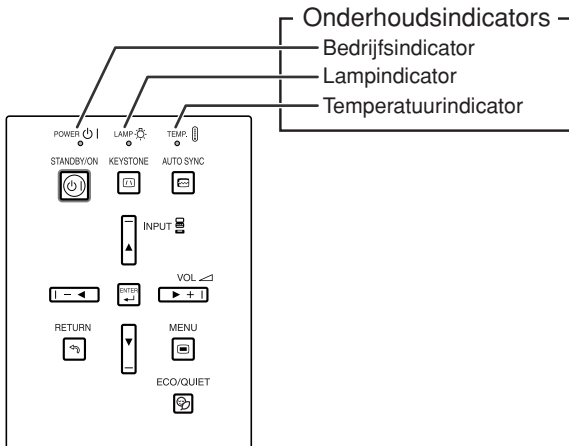 Onderhoudsindicators
Bedrijfsindicator
Lampindicator
Temperatuurindicator
POWER LAMP TEMP.
STANDBY/ON KEYSTONE AUTO SYNC
INPUT
VOL
ENTER
RETURN MENU
ECO/QUIET